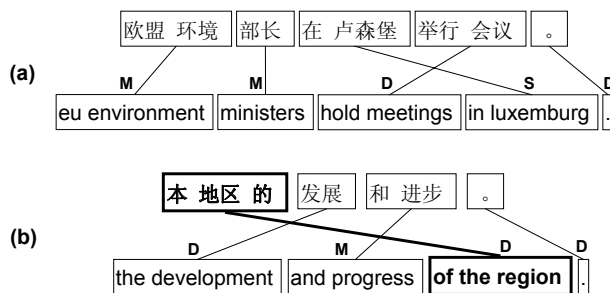 欧盟 环境 部长 在 卢森堡 举行 会议 。
(a)
M M D S D
eu environment ministers hold meetings in luxemburg .
本 地区 的 发展 和 进步 。
(b)
D M D D
the development and progress of the region .